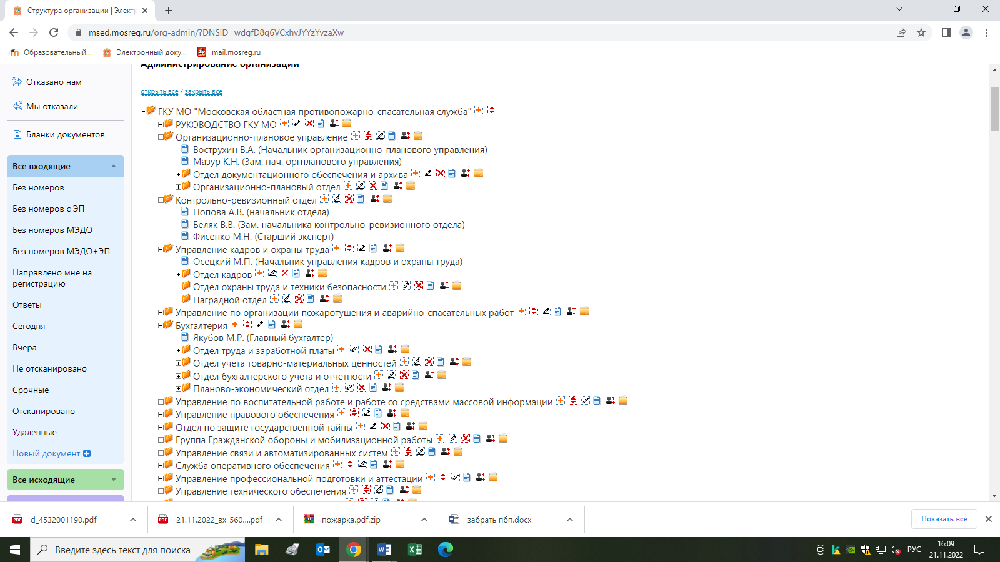 Структура организации | Электр
msed.mosreg.ru/org-admin/?DNSID=wdgfD8q6VCxhvJYYzYvzaXw
Образовательный...
Электронный доку...
mail.mosreg.ru
Отказано нам
Мы отказали
Бланки документов
Все входящие
Без номеров
Без номеров с ЭП
Без номеров МЭДО
Без номеров МЭДО+ЭП
Направлено мне на
регистрацию
Ответы
Сегодня
Вчера
Не отсканировано
Срочные
Отсканировано
Удаленные
Новый документ
Все исходящие
Администрирование организации
открыть все / закрыть все
ГКУ МО "Московская областная противопожарно-спасательная служба"
РУКОВОДСТВО ГКУ МО
Организационно-плановое управление
Вострухин В.А. (Начальник организационно-планового управления)
Мазур К.Н. (Зам. нач. оргпланового управления)
Отдел документационного обеспечения и архива
Организационно-плановый отдел
Контрольно-ревизионный отдел
Попова А.В. (начальник отдела)
Беляк В.В. (Зам. начальника контрольно-ревизионного отдела)
Фисенко М.Н. (Старший эксперт)
Управление кадров и охраны труда
Осецкий М.П. (Начальник управления кадров и охраны труда)
Отдел кадров
Отдел охраны труда и техники безопасности
Наградной отдел
Управление по организации пожаротушения и аварийно-спасательных работ
Бухгалтерия
Якубов М.Р. (Главный бухгалтер)
Отдел труда и заработной платы
Отдел учета товарно-материальных ценностей
Отдел бухгалтерского учета и отчетности
Планово-экономический отдел
Управление по воспитательной работе и работе со средствами массовой информации
Управление правового обеспечения
Отдел по защите государственной тайны
Группа Гражданской обороны и мобилизационной работы
Управление связи и автоматизированных систем
Служба оперативного обеспечения
Управление профессиональной подготовки и аттестации
Управление технического обеспечения
d_4532001190.pdf
21.11.2022_вх-560....pdf
пожарка.pdf.zip
забрать пбп.docx
Показать все
Введите здесь текст для поиска
РУС
16:09
21.11.2022